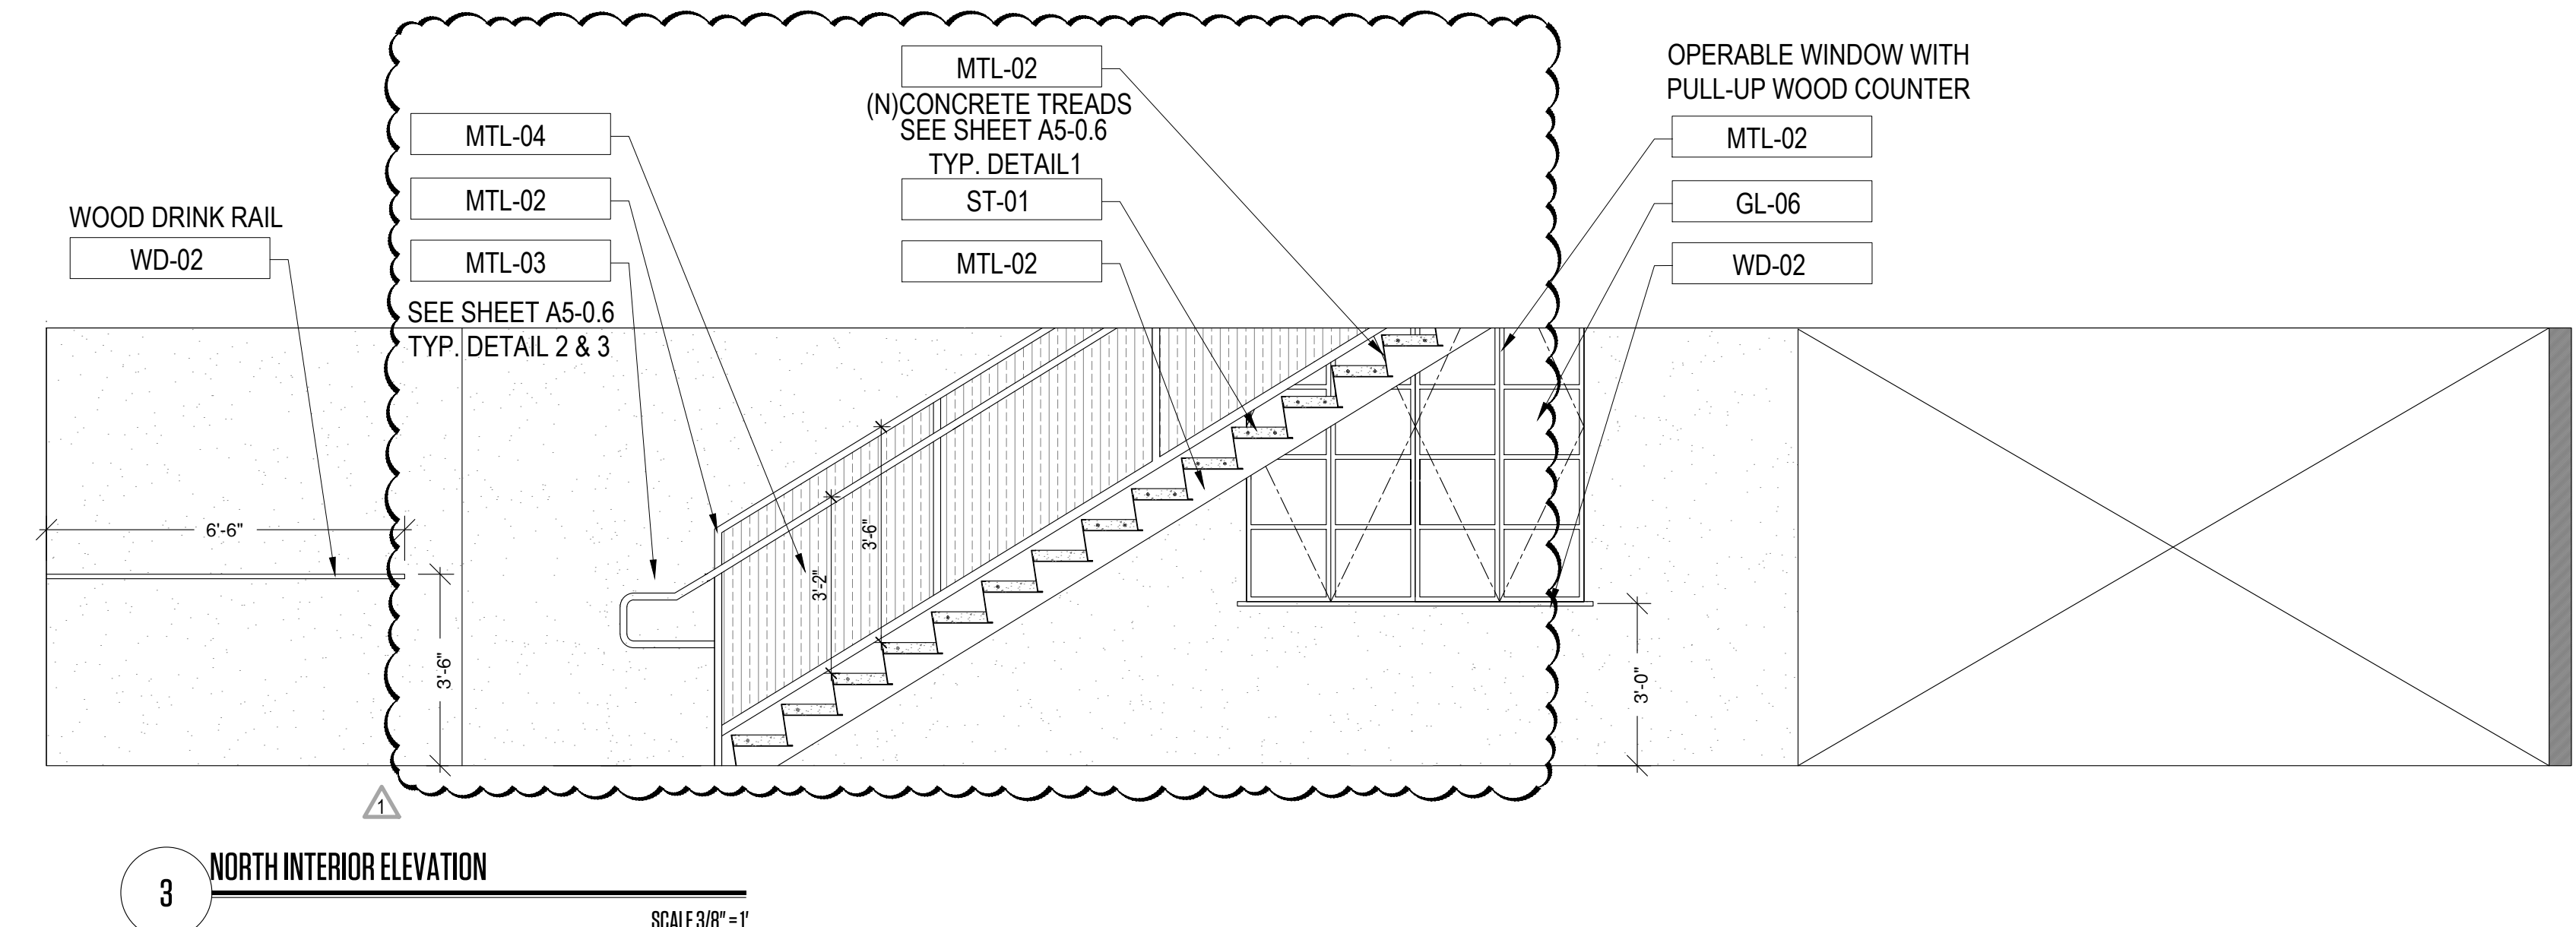 WOOD DRINK RAIL
WD-02
MTL-04
MTL-02
MTL-03
SEE SHEET A5-0.6
TYP. DETAIL 2 & 3
MTL-02
(N)CONCRETE TREADS
SEE SHEET A5-0.6
TYP. DETAIL1
ST-01
MTL-02
OPERABLE WINDOW WITH
PULL-UP WOOD COUNTER
MTL-02
GL-06
WD-02
6'-6"
3'-6"
3'-2"
3'-6"
3'-0"
1
3
NORTH INTERIOR ELEVATION
SCALE 3/8" = 1'